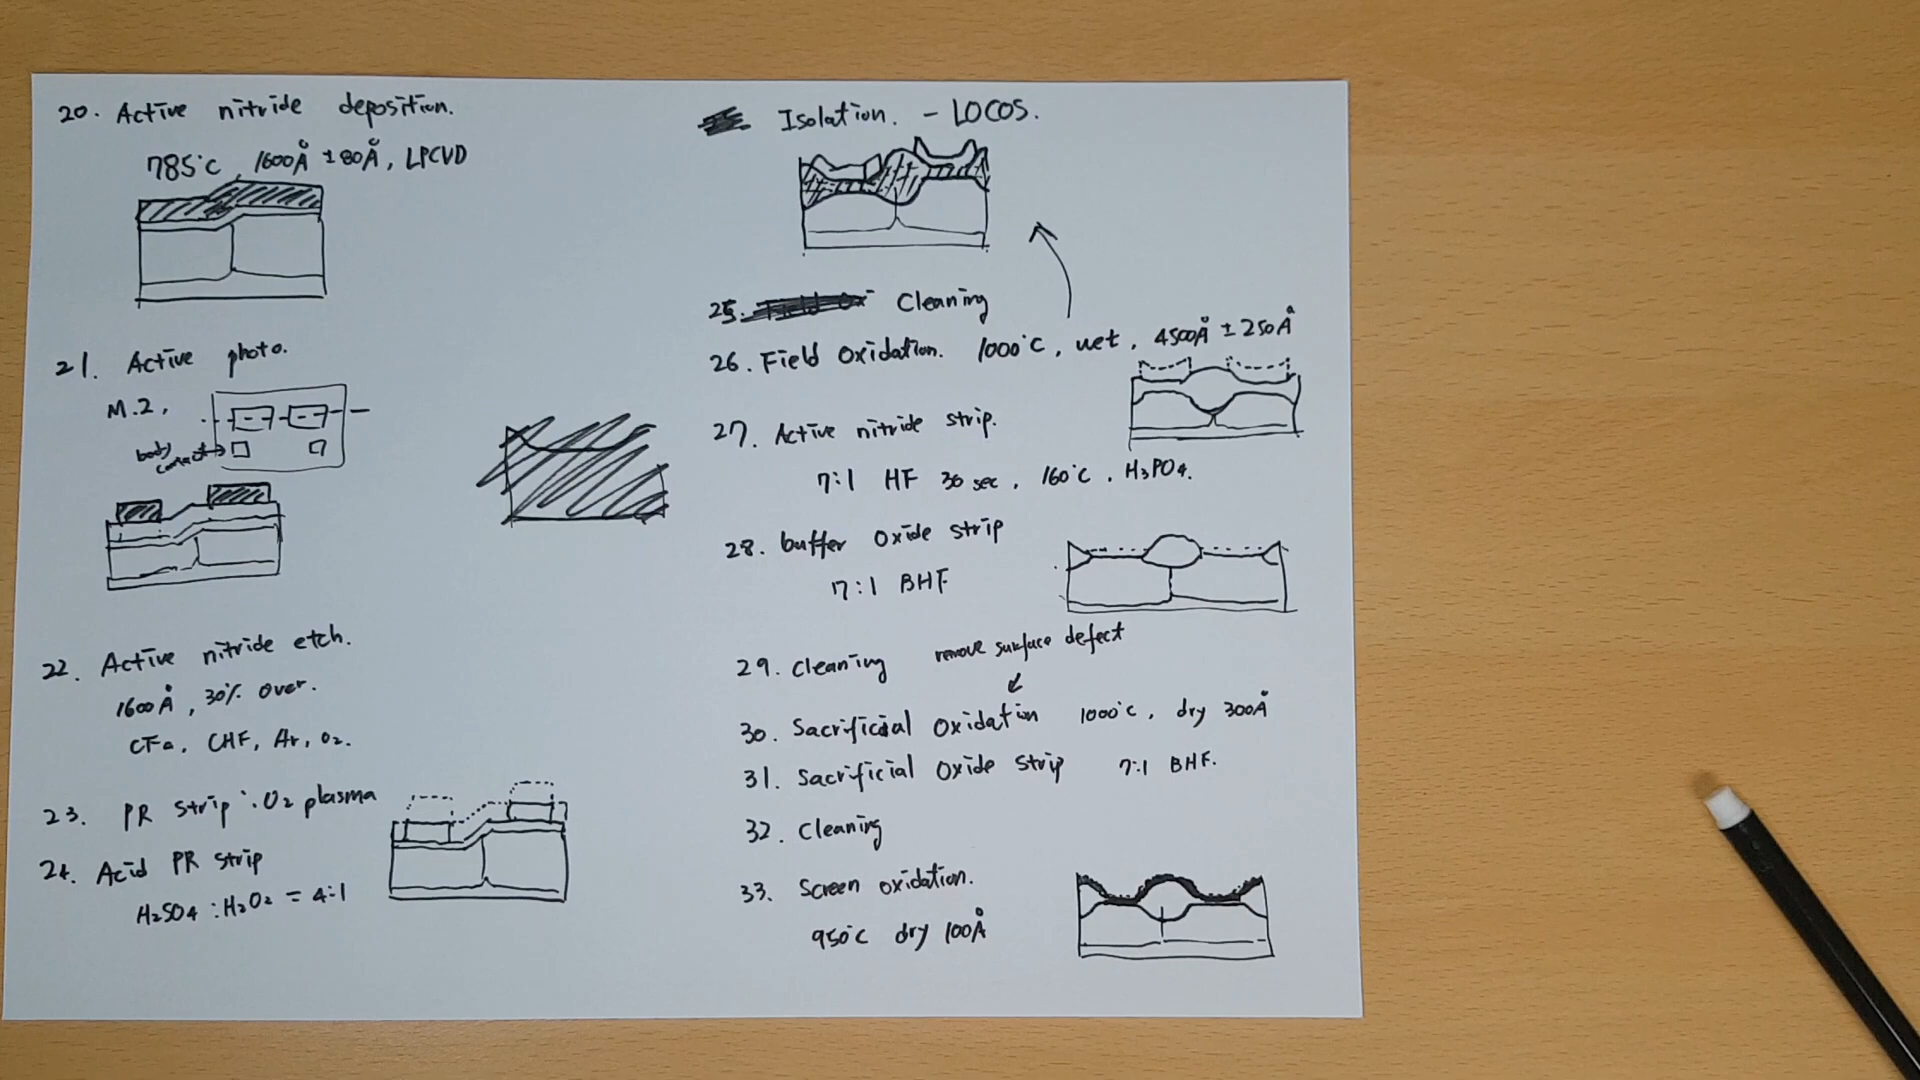 20. Active nitride deposition.
785°C, 1600Å ±80Å, LPCVD
21. Active photo.
M.2,
body
contact
22. Active nitride etch.
1600Å, 30% over.
CF4, CHF, Ar, O2.
23. PR Strip : O2 plasma
24. Acid PR strip
H2SO4 : H2O2 = 4:1
Isolation. - LOCOS.
25. Cleaning
26. Field Oxidation. 1000°C, wet, 4500Å ± 250Å
27. Active nitride strip.
7:1 HF 30 sec, 160°C, H3PO4.
28. buffer oxide strip
7:1 BHF
29. cleaning remove surface defect
30. Sacrificial Oxidation 1000°C, dry 300Å
31. Sacrificial Oxide Strip 7:1 BHF.
32. Cleaning
33. Screen oxidation.
950°C dry 100Å